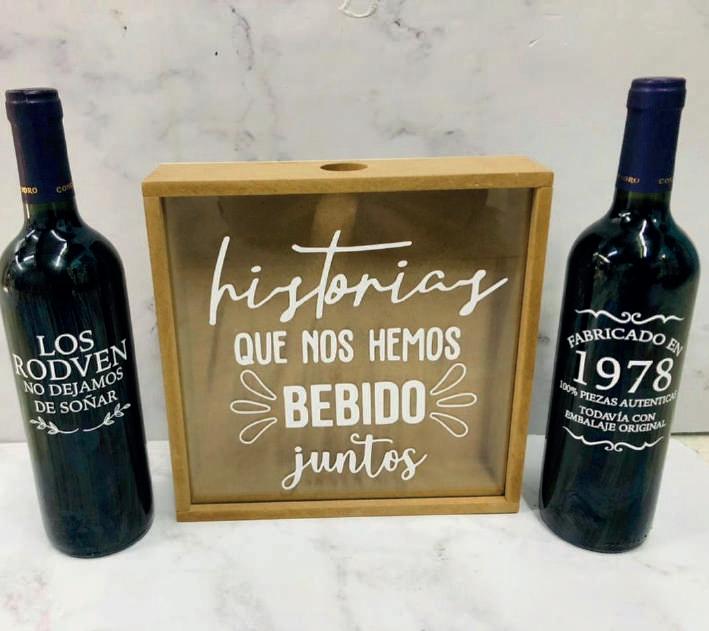 LOS
RODVEN
NO DEJAMOS
DE SOÑAR
historias
QUE NOS HEMOS
BEBIDO
juntos
FABRICADO EN
1978
100% PIEZAS AUTENTICAS
TODAVÍA CON
EMBALAJE ORIGINAL